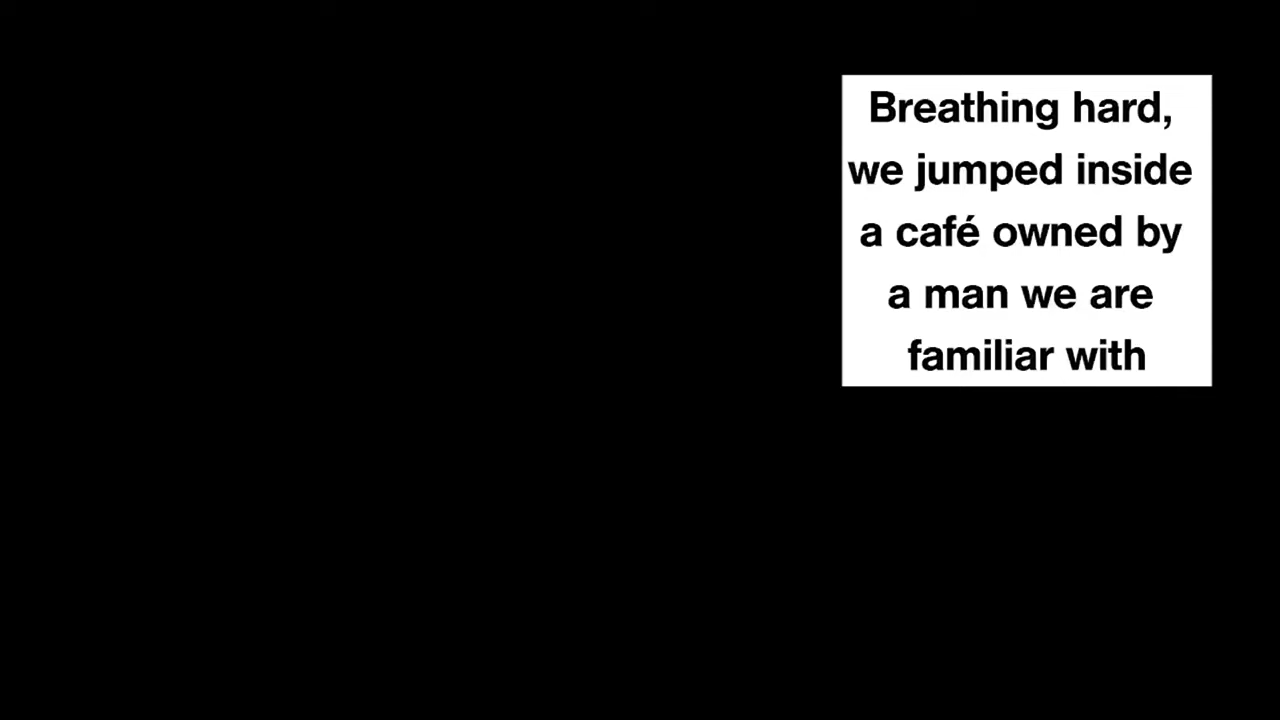 Breathing hard,
we jumped inside
a café owned by
a man we are
familiar with